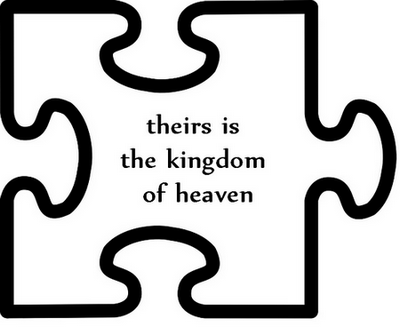 theirs is
the kingdom
of heaven